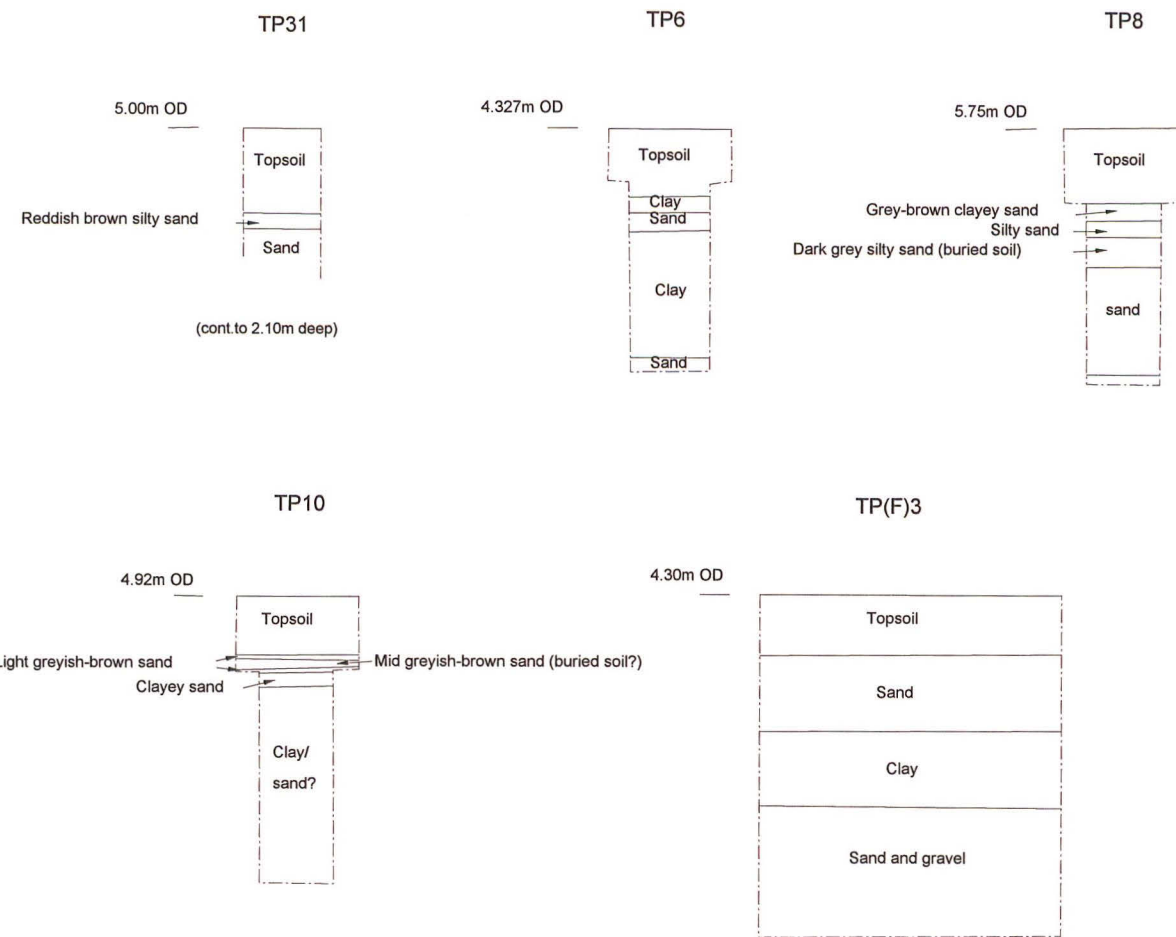 TP31
TP6
TP8
5.00m OD
4.327m OD
5.75m OD
Topsoil
Topsoil
Topsoil
Reddish brown silty sand
Sand
(cont.to 2.10m deep)
Clay
Sand
Clay
Sand
Grey-brown clayey sand
Silty sand
Dark grey silty sand (buried soil)
sand
TP10
TP(F)3
4.92m OD
4.30m OD
Topsoil
Light greyish-brown sand
Mid greyish-brown sand (buried soil?)
Clayey sand
Clay/
sand?
Topsoil
Sand
Clay
Sand and gravel